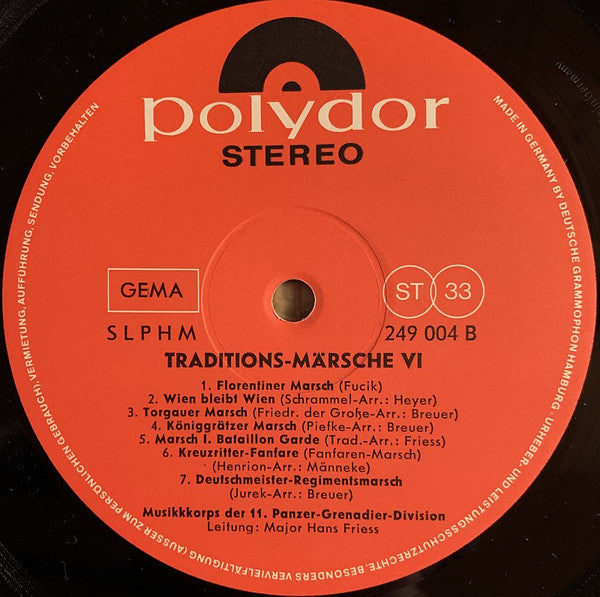 polydor
STEREO
GEMA
ST 33
SLPHM
249 004 B
TRADITIONS-MÄRSCHE VI
1. Florentiner Marsch (Fucik)
2. Wien bleibt Wien (Schrammel-Arr.: Heyer)
3. Torgauer Marsch (Friedr. der Große-Arr.: Breuer)
4. Königgrätzer Marsch (Piefke-Arr.: Breuer)
5. Marsch I. Bataillon Garde (Trad.-Arr.: Friess)
6. Kreuzritter-Fanfare (Fanfaren-Marsch)
(Henrion-Arr.: Männeke)
7. Deutschmeister-Regimentsmarsch
(Jurek-Arr.: Breuer)
Musikkkorps der 11. Panzer-Grenadier-Division
Leitung: Major Hans Friess
MADE IN GERMANY BY DEUTSCHE GRAMMOPHON HAMBURG · URHEBER- UND LEISTUNGSSCHUTZRECHTE, BESONDERS VERVIELFÄLTIGUNG (AUSSER ZUM PERSÖNLICHEN GEBRAUCH), VERMIETUNG, AUFFÜHRUNG, SENDUNG, VORBEHALTEN